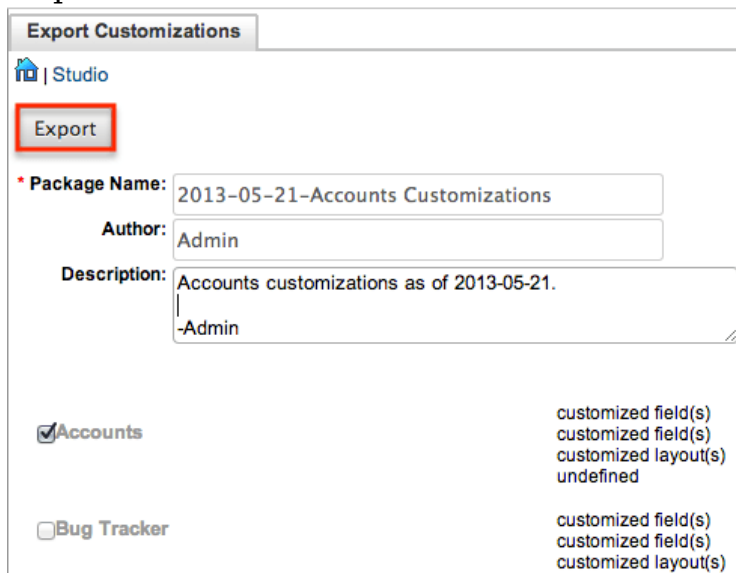 Export Customizations
| Studio
Export
* Package Name: 2013-05-21-Accounts Customizations
Author: Admin
Description: Accounts customizations as of 2013-05-21.
-Admin
Accounts
customized field(s)
customized field(s)
customized layout(s)
undefined
Bug Tracker
customized field(s)
customized field(s)
customized layout(s)